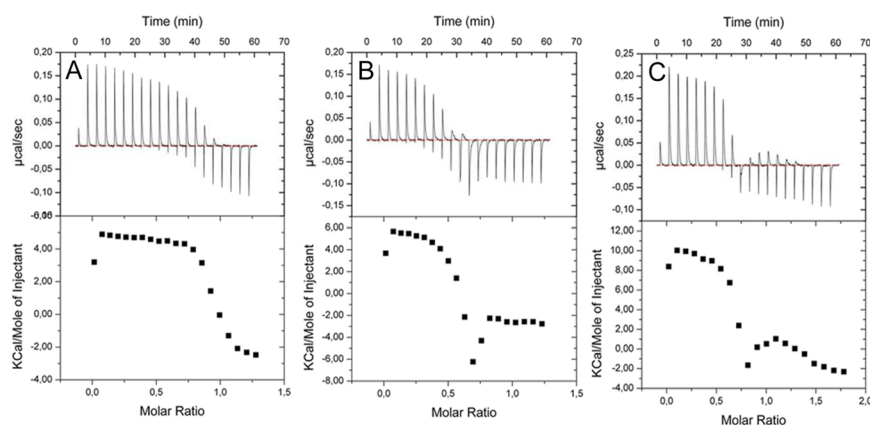 Time (min)
0 10 20 30 40 50 60 70
A
0,20
0,15
0,10
0,05
0,00
-0,05
-0,10
µcal/sec
4,00
2,00
0,00
-2,00
-4,00
KCal/Mole of Injectant
0,0 0,5 1,0 1,5
Molar Ratio
Time (min)
0 10 20 30 40 50 60 70
B
0,20
0,15
0,10
0,05
0,00
-0,05
-0,10
-0,15
µcal/sec
6,00
4,00
2,00
0,00
-2,00
-4,00
-6,00
-8,00
KCal/Mole of Injectant
0,0 0,5 1,0 1,5
Molar Ratio
Time (min)
0 10 20 30 40 50 60 70
C
0,25
0,20
0,15
0,10
0,05
0,00
-0,05
-0,10
µcal/sec
12,00
10,00
8,00
6,00
4,00
2,00
0,00
-2,00
-4,00
KCal/Mole of Injectant
0,0 0,5 1,0 1,5
Molar Ratio